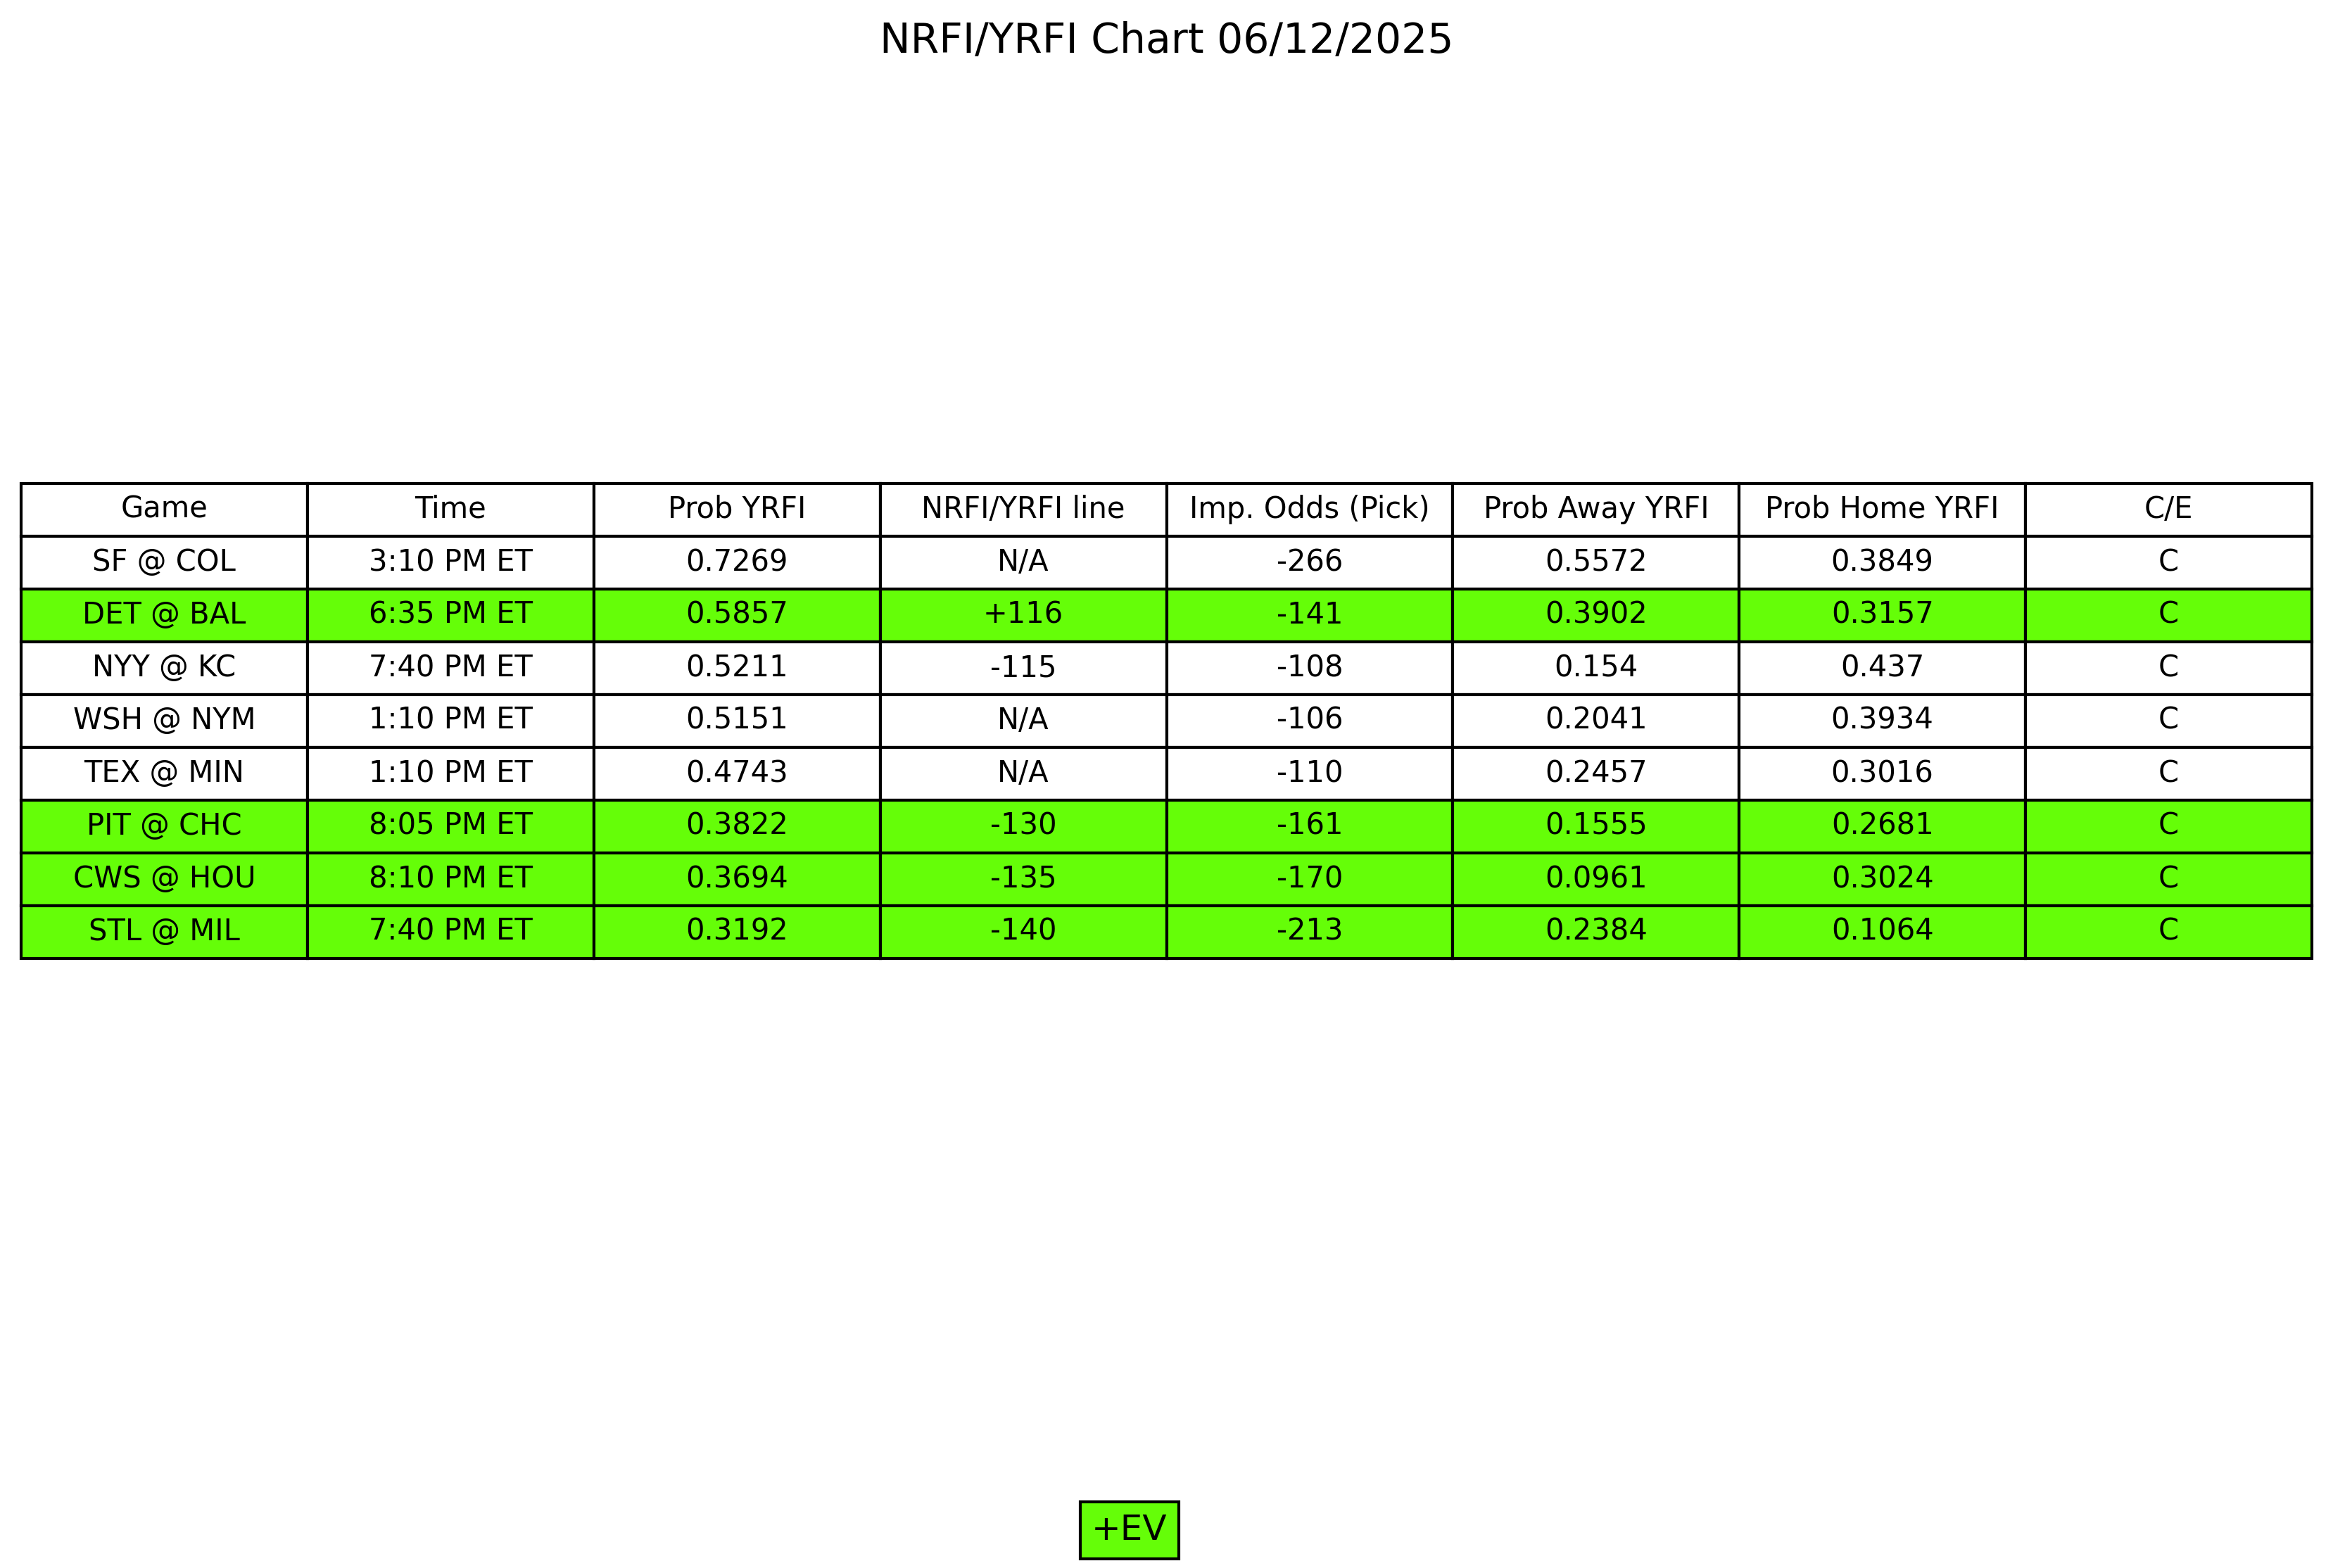 NRFI/YRFI Chart 06/12/2025
Game Time Prob YRFI NRFI/YRFI line Imp. Odds (Pick) Prob Away YRFI Prob Home YRFI C/E
SF @ COL 3:10 PM ET 0.7269 N/A -266 0.5572 0.3849 C
DET @ BAL 6:35 PM ET 0.5857 +116 -141 0.3902 0.3157 C
NYY @ KC 7:40 PM ET 0.5211 -115 -108 0.154 0.437 C
WSH @ NYM 1:10 PM ET 0.5151 N/A -106 0.2041 0.3934 C
TEX @ MIN 1:10 PM ET 0.4743 N/A -110 0.2457 0.3016 C
PIT @ CHC 8:05 PM ET 0.3822 -130 -161 0.1555 0.2681 C
CWS @ HOU 8:10 PM ET 0.3694 -135 -170 0.0961 0.3024 C
STL @ MIL 7:40 PM ET 0.3192 -140 -213 0.2384 0.1064 C
+EV